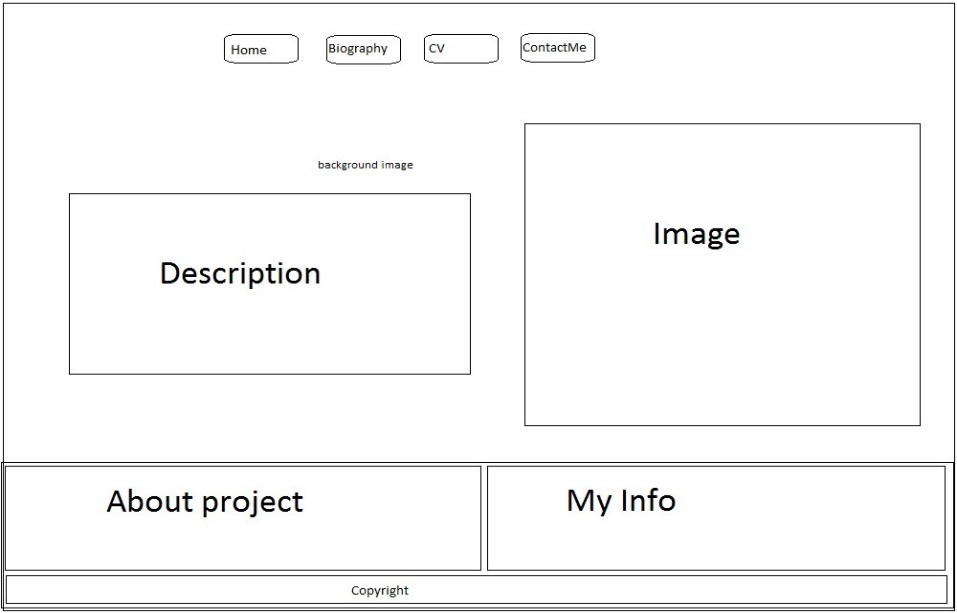 Home
Biography
CV
ContactMe
background image
Description
Image
About project
My Info
Copyright